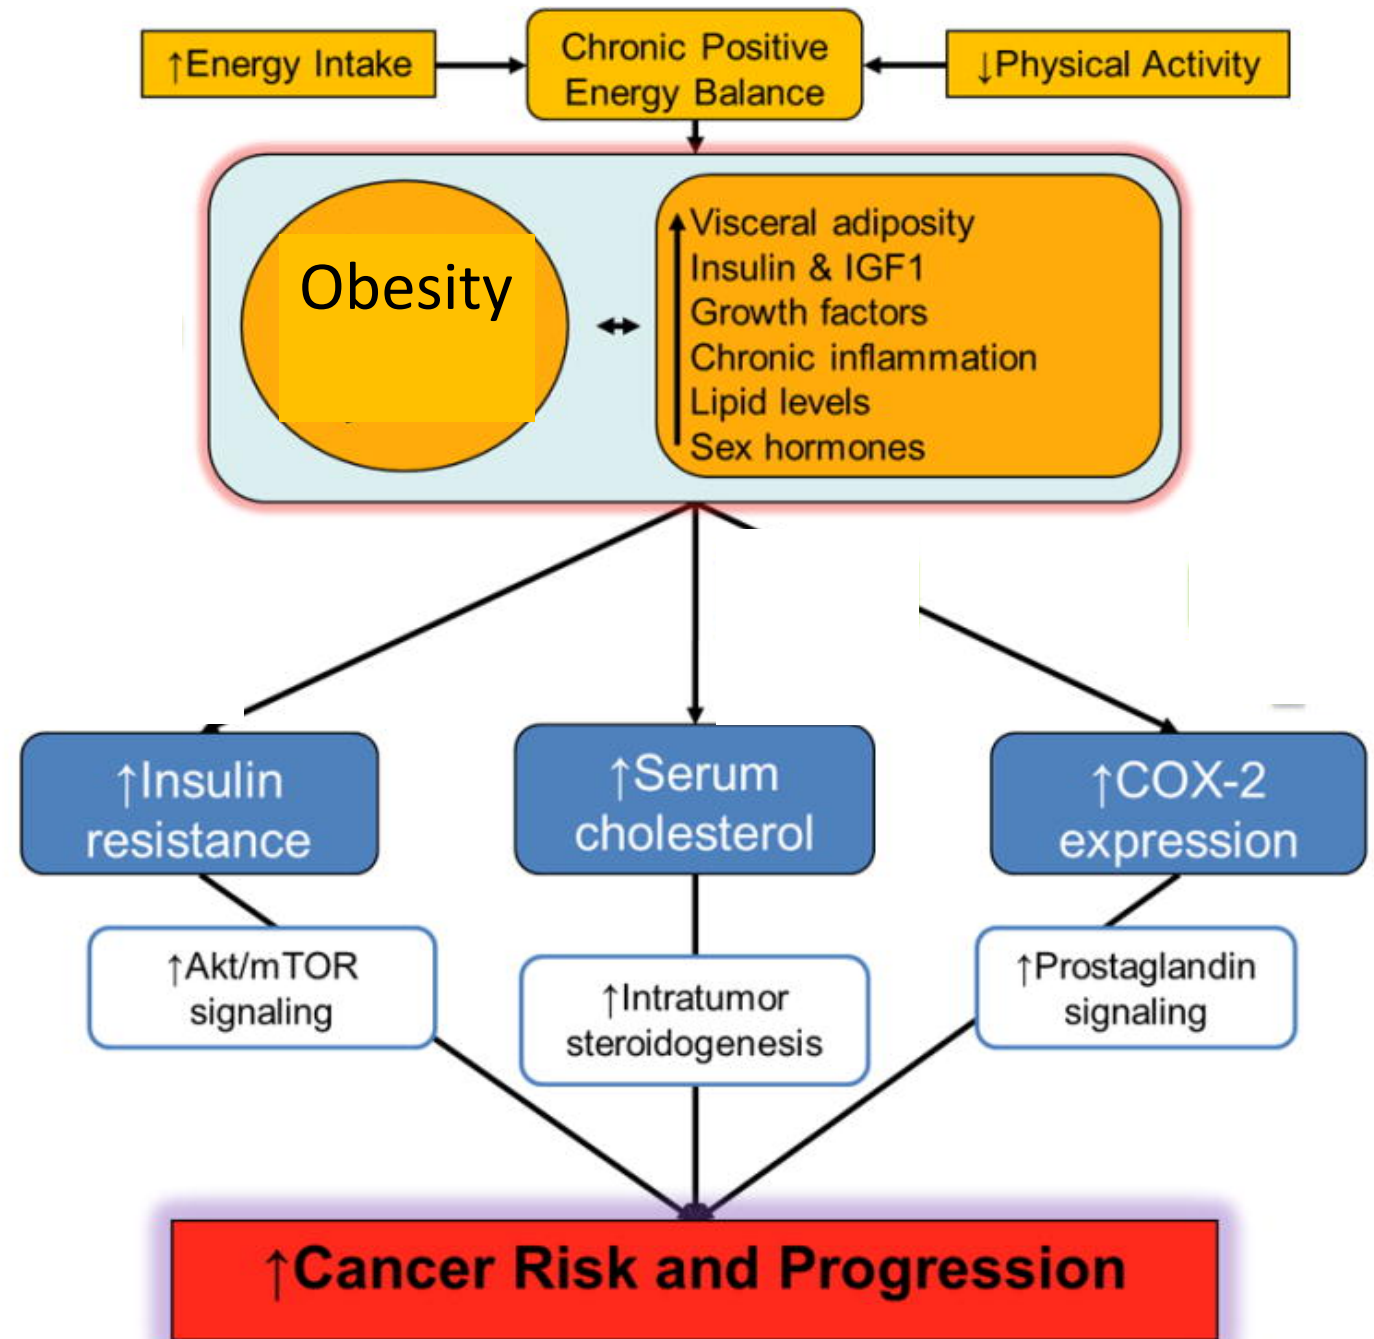 ↑Energy Intake
Chronic Positive
Energy Balance
↓Physical Activity
Obesity
Visceral adiposity
Insulin & IGF1
Growth factors
Chronic inflammation
Lipid levels
Sex hormones
↑Insulin
resistance
↑Serum
cholesterol
↑COX-2
expression
↑Akt/mTOR
signaling
↑Intratumor
steroidogenesis
↑Prostaglandin
signaling
↑Cancer Risk and Progression